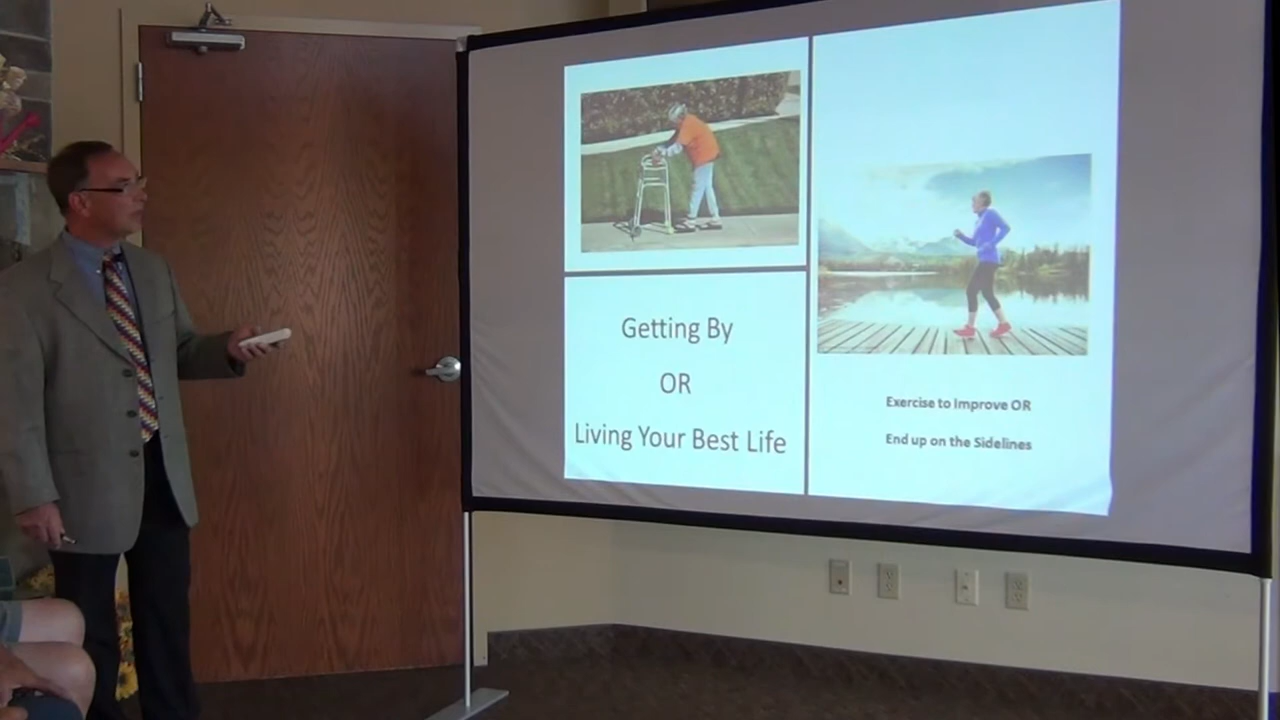 Getting By
OR
Living Your Best Life
Exercise to Improve OR
End up on the Sidelines